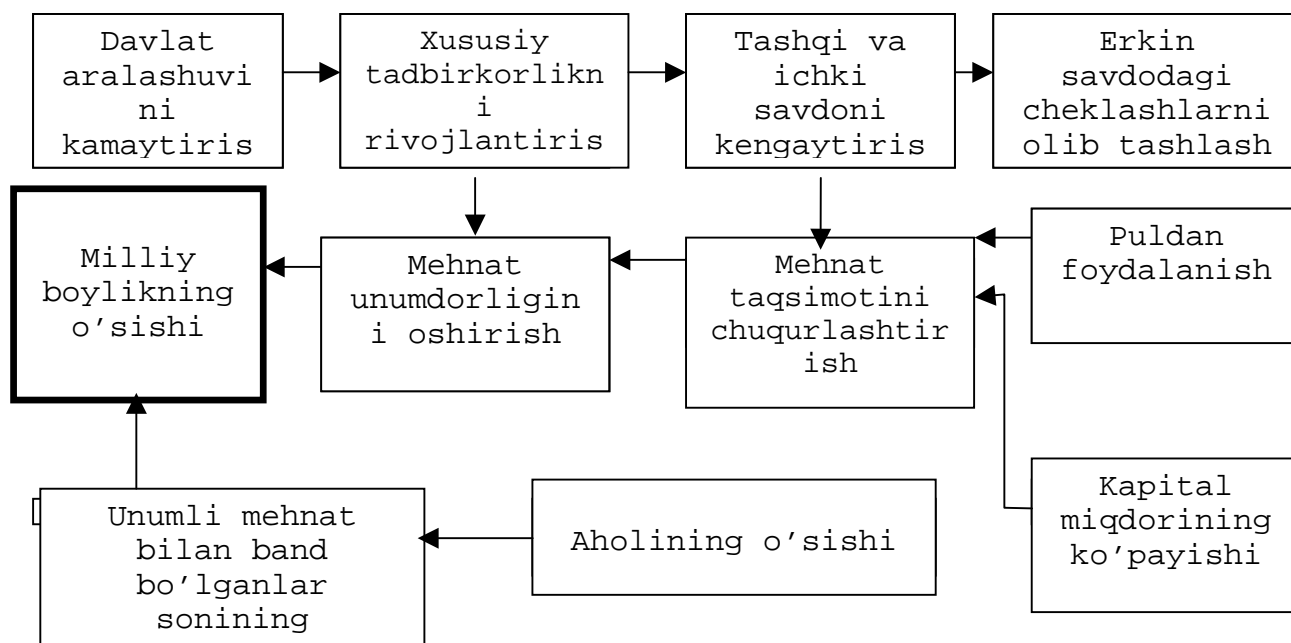 Davlat
aralashuvi
ni
kamaytiris
Xususiy
tadbirkorlikn
i
rivojlantiris
Tashqi va
ichki
savdoni
kengaytiris
Erkin
savdodagi
cheklashlarni
olib tashlash
Milliy
boylikning
o’sishi
Mehnat
unumdorligin
i oshirish
Mehnat
taqsimotini
chuqurlashtir
ish
Puldan
foydalanish
Unumli mehnat
bilan band
bo’lganlar
sonining
Aholining o’sishi
Kapital
miqdorining
ko’payishi